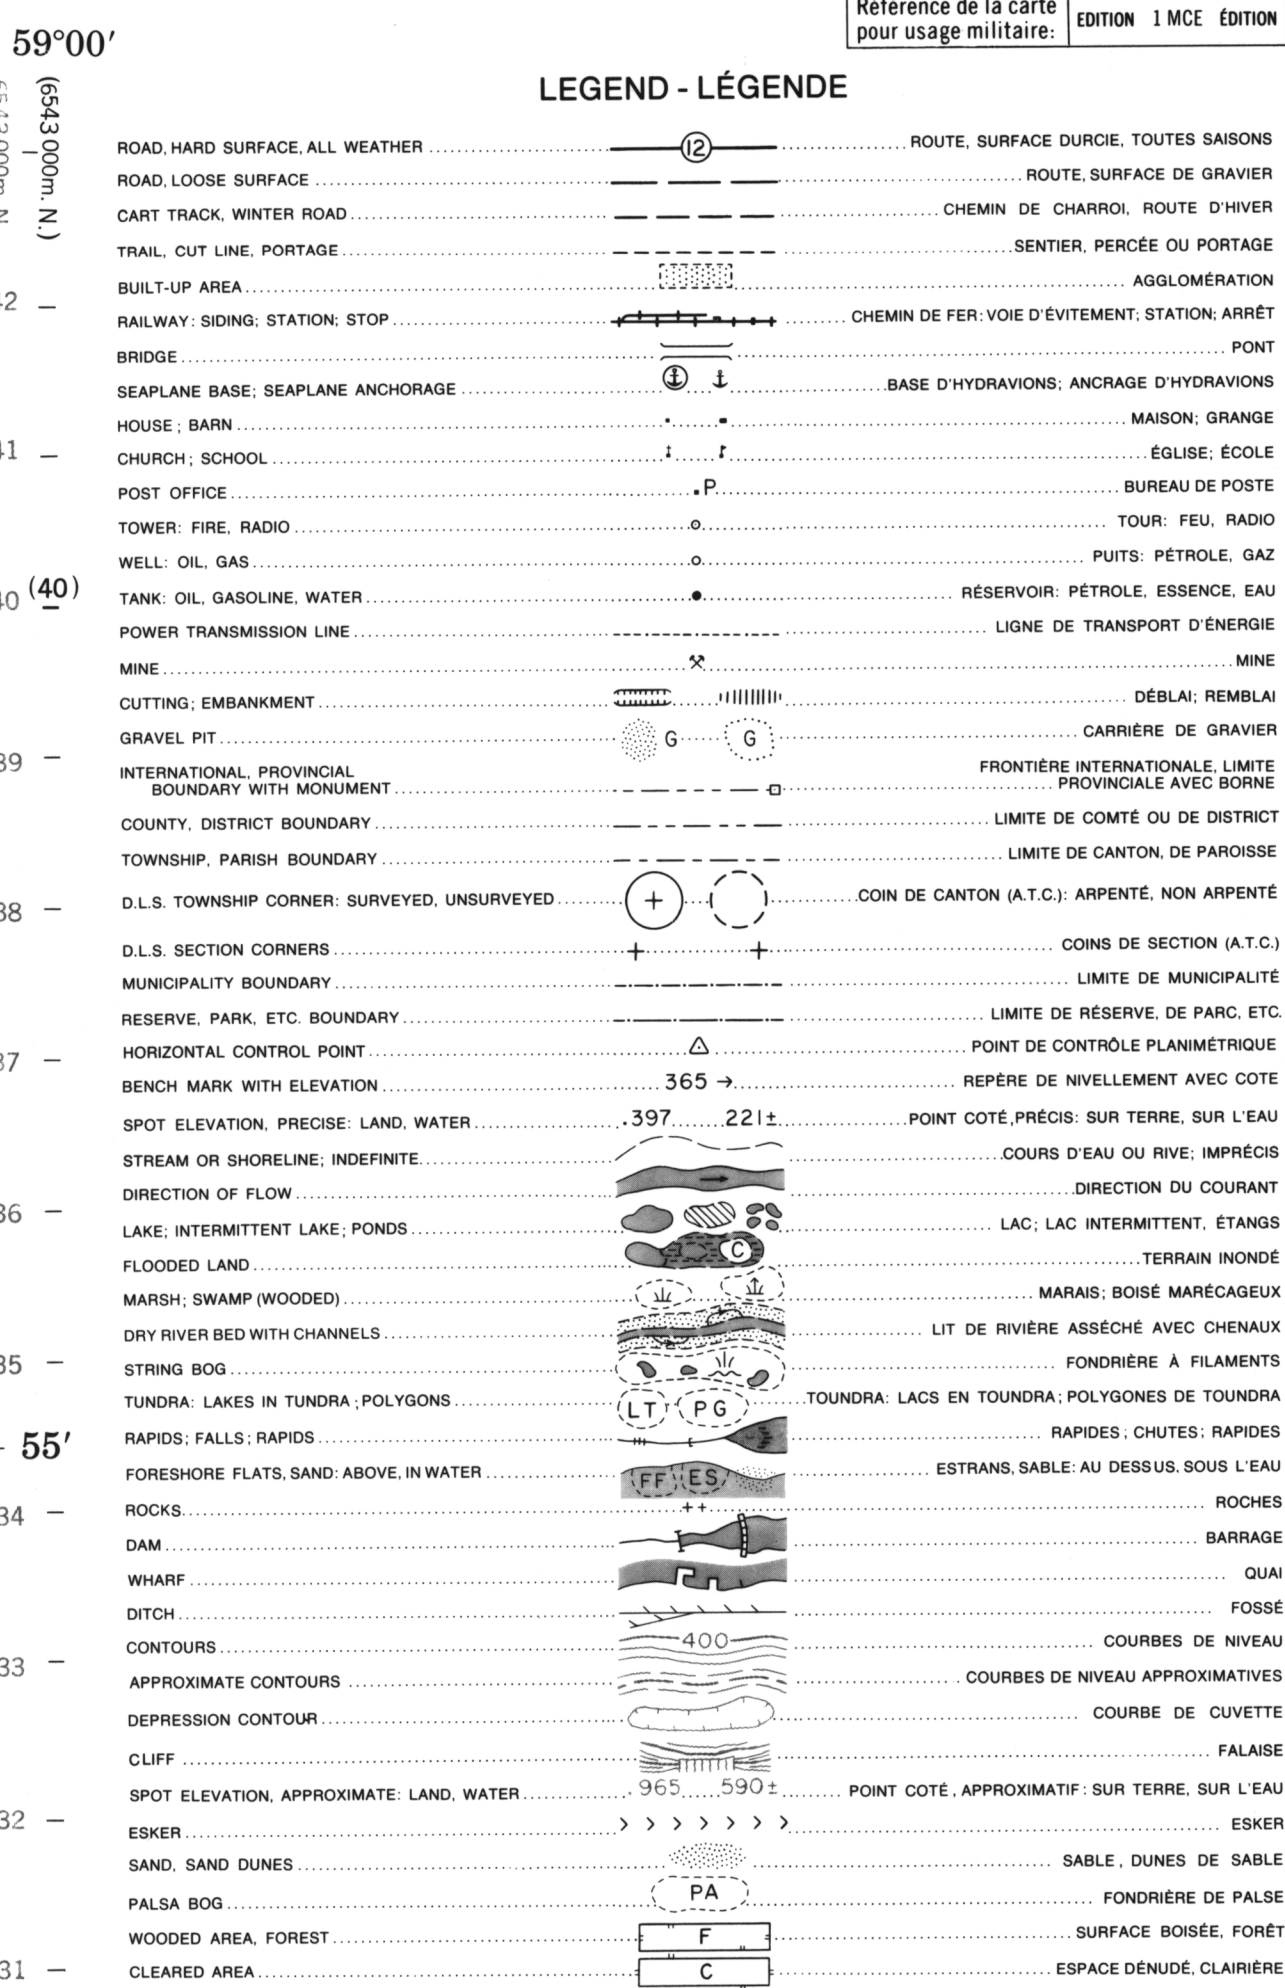 Référence de la carte
pour usage militaire:
EDITION 1 MCE ÉDITION
59°00′
(6543000m. N.)
LEGEND - LÉGENDE
ROAD, HARD SURFACE, ALL WEATHER 12 ROUTE, SURFACE DURCIE, TOUTES SAISONS
ROAD, LOOSE SURFACE ROUTE, SURFACE DE GRAVIER
CART TRACK, WINTER ROAD CHEMIN DE CHARROI, ROUTE D'HIVER
TRAIL, CUT LINE, PORTAGE SENTIER, PERCÉE OU PORTAGE
BUILT-UP AREA AGGLOMÉRATION
RAILWAY: SIDING; STATION; STOP CHEMIN DE FER: VOIE D'ÉVITEMENT; STATION; ARRÊT
BRIDGE PONT
SEAPLANE BASE; SEAPLANE ANCHORAGE BASE D'HYDRAVIONS; ANCRAGE D'HYDRAVIONS
HOUSE; BARN MAISON; GRANGE
41
CHURCH; SCHOOL ÉGLISE; ÉCOLE
POST OFFICE P BUREAU DE POSTE
TOWER: FIRE, RADIO TOUR: FEU, RADIO
WELL: OIL, GAS PUITS: PÉTROLE, GAZ
40 (40)
TANK: OIL, GASOLINE, WATER RÉSERVOIR: PÉTROLE, ESSENCE, EAU
POWER TRANSMISSION LINE LIGNE DE TRANSPORT D'ÉNERGIE
MINE MINE
CUTTING; EMBANKMENT DÉBLAI; REMBLAI
GRAVEL PIT G G CARRIÈRE DE GRAVIER
39
INTERNATIONAL, PROVINCIAL FRONTIÈRE INTERNATIONALE, LIMITE
BOUNDARY WITH MONUMENT PROVINCIALE AVEC BORNE
COUNTY, DISTRICT BOUNDARY LIMITE DE COMTÉ OU DE DISTRICT
TOWNSHIP, PARISH BOUNDARY LIMITE DE CANTON, DE PAROISSE
38
D.L.S. TOWNSHIP CORNER: SURVEYED, UNSURVEYED COIN DE CANTON (A.T.C.): ARPENTÉ, NON ARPENTÉ
D.L.S. SECTION CORNERS COINS DE SECTION (A.T.C.)
MUNICIPALITY BOUNDARY LIMITE DE MUNICIPALITÉ
RESERVE, PARK, ETC. BOUNDARY LIMITE DE RÉSERVE, DE PARC, ETC.
37
HORIZONTAL CONTROL POINT POINT DE CONTRÔLE PLANIMÉTRIQUE
BENCH MARK WITH ELEVATION 365 → REPÈRE DE NIVELLEMENT AVEC COTE
SPOT ELEVATION, PRECISE: LAND, WATER .397 221± POINT COTÉ, PRÉCIS: SUR TERRE, SUR L'EAU
STREAM OR SHORELINE; INDEFINITE COURS D'EAU OU RIVE; IMPRÉCIS
DIRECTION OF FLOW DIRECTION DU COURANT
36
LAKE; INTERMITTENT LAKE; PONDS LAC; LAC INTERMITTENT, ÉTANGS
FLOODED LAND C TERRAIN INONDÉ
MARSH; SWAMP (WOODED) MARAIS; BOISÉ MARÉCAGEUX
DRY RIVER BED WITH CHANNELS LIT DE RIVIÈRE ASSÉCHÉ AVEC CHENAUX
35
STRING BOG FONDRIÈRE À FILAMENTS
TUNDRA: LAKES IN TUNDRA; POLYGONS LT PG TOUNDRA: LACS EN TOUNDRA; POLYGONES DE TOUNDRA
55′
RAPIDS; FALLS; RAPIDS RAPIDES; CHUTES; RAPIDES
FORESHORE FLATS, SAND: ABOVE, IN WATER FF ES ESTRANS, SABLE: AU DESSUS, SOUS L'EAU
34
ROCKS ROCHES
DAM BARRAGE
WHARF QUAI
DITCH FOSSÉ
CONTOURS 400 COURBES DE NIVEAU
33
APPROXIMATE CONTOURS COURBES DE NIVEAU APPROXIMATIVES
DEPRESSION CONTOUR COURBE DE CUVETTE
CLIFF FALAISE
SPOT ELEVATION, APPROXIMATE: LAND, WATER .965 590± POINT COTÉ, APPROXIMATIF: SUR TERRE, SUR L'EAU
32
ESKER ESKER
SAND, SAND DUNES SABLE, DUNES DE SABLE
PALSA BOG PA FONDRIÈRE DE PALSE
WOODED AREA, FOREST F SURFACE BOISÉE, FORÊT
31
CLEARED AREA C ESPACE DÉNUDÉ, CLAIRIÈRE